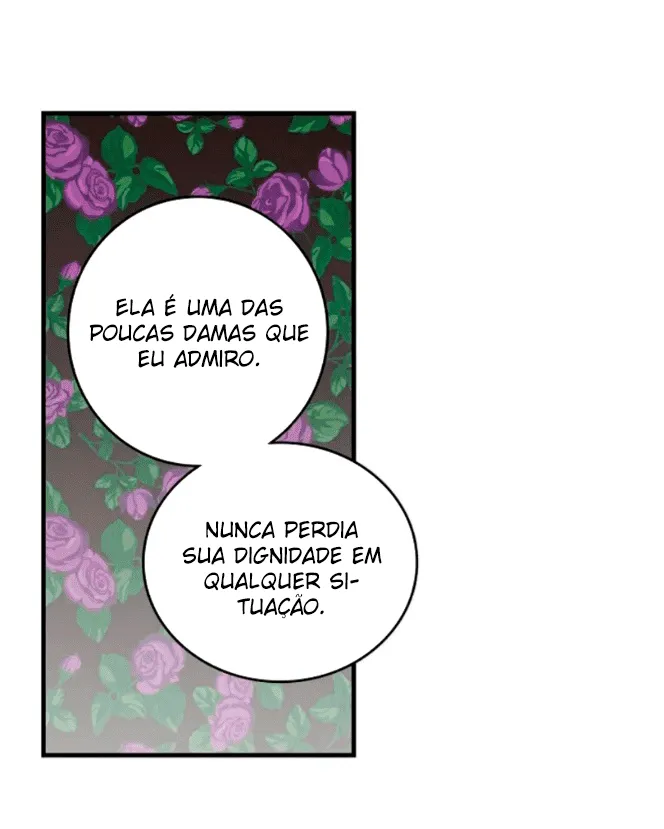 ELA É UMA DAS
POUCAS DAMAS QUE
EU ADMIRO.
NUNCA PERDIA
SUA DIGNIDADE EM
QUALQUER SI-
TUAÇÃO.